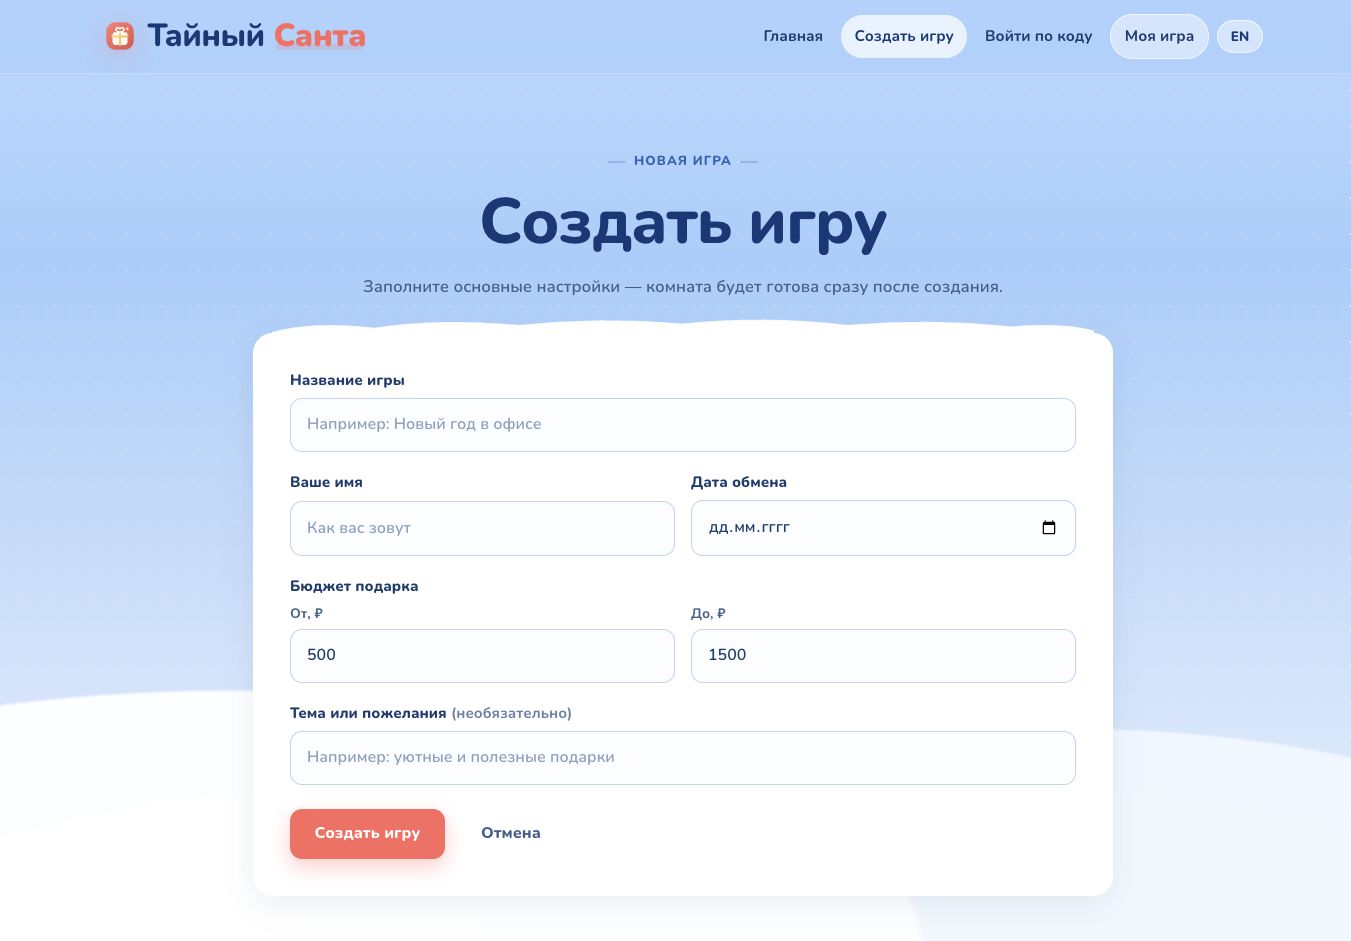 Тайный Санта
Главная
Создать игру
Войти по коду
Моя игра
EN
НОВАЯ ИГРА
Создать игру
Заполните основные настройки — комната будет готова сразу после создания.
Название игры
Например: Новый год в офисе
Ваше имя
Дата обмена
Как вас зовут
дд.мм.гггг
Бюджет подарка
От, ₽
До, ₽
500
1500
Тема или пожелания (необязательно)
Например: уютные и полезные подарки
Создать игру
Отмена